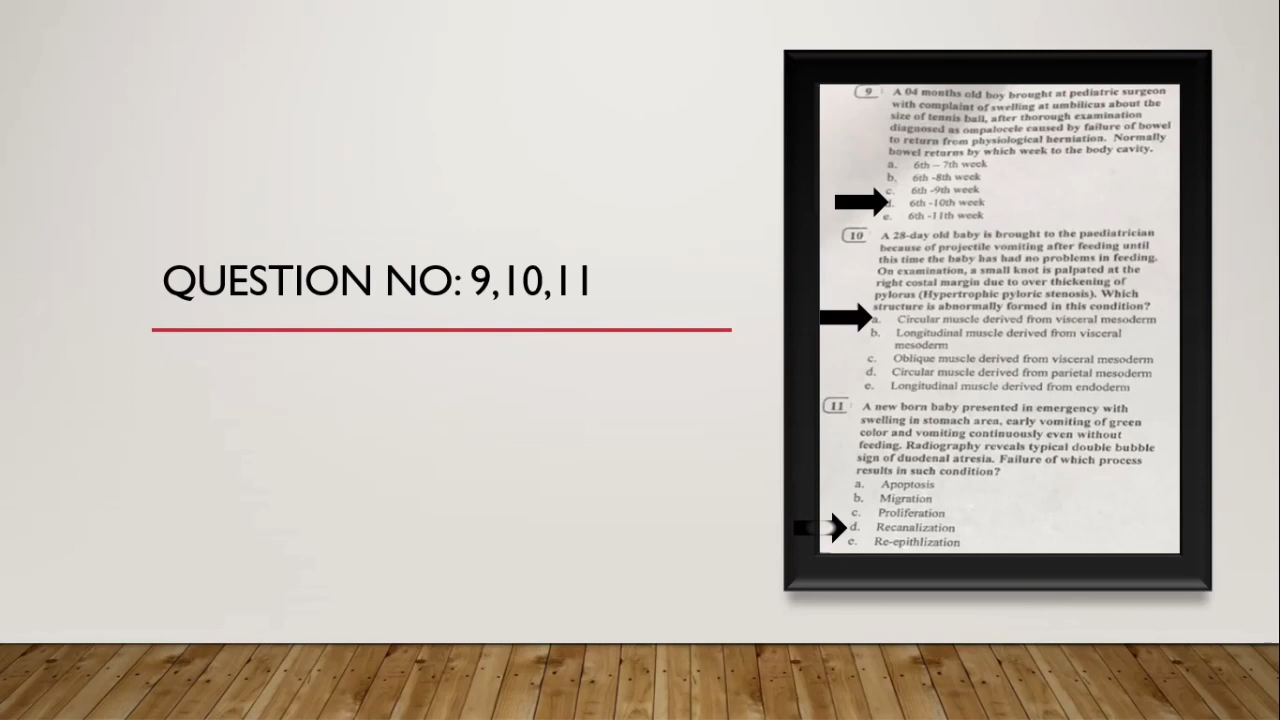 QUESTION NO: 9,10,11
9 A 04 months old boy brought at pediatric surgeon
with complaint of swelling at umbilicus about the
size of tennis ball, after thorough examination
diagnosed as ompalocele caused by failure of bowel
to return from physiological herniation. Normally
bowel returns by which week to the body cavity.
a. 6th – 7th week
b. 6th -8th week
c. 6th -9th week
d. 6th -10th week
e. 6th -11th week
10 A 28-day old baby is brought to the paediatrician
because of projectile vomiting after feeding until
this time the baby has had no problems in feeding.
On examination, a small knot is palpated at the
right costal margin due to over thickening of
pylorus (Hypertrophic pyloric stenosis). Which
structure is abnormally formed in this condition?
a. Circular muscle derived from visceral mesoderm
b. Longitudinal muscle derived from visceral
mesoderm
c. Oblique muscle derived from visceral mesoderm
d. Circular muscle derived from parietal mesoderm
e. Longitudinal muscle derived from endoderm
11 A new born baby presented in emergency with
swelling in stomach area, early vomiting of green
color and vomiting continuously even without
feeding. Radiography reveals typical double bubble
sign of duodenal atresia. Failure of which process
results in such condition?
a. Apoptosis
b. Migration
c. Proliferation
d. Recanalization
e. Re-epithlization